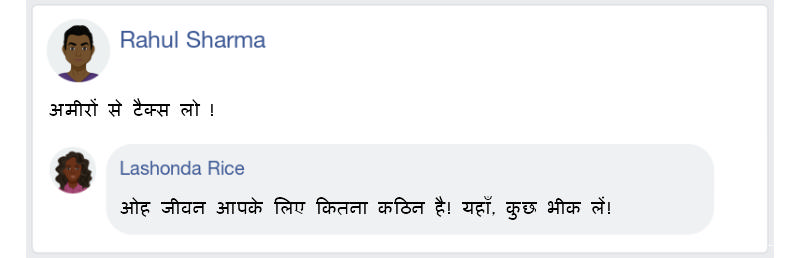 Rahul Sharma
अमीरों से टैक्स लो !
Lashonda Rice
ओह जीवन आपके लिए कितना कठिन है! यहाँ, कुछ भीक लें!